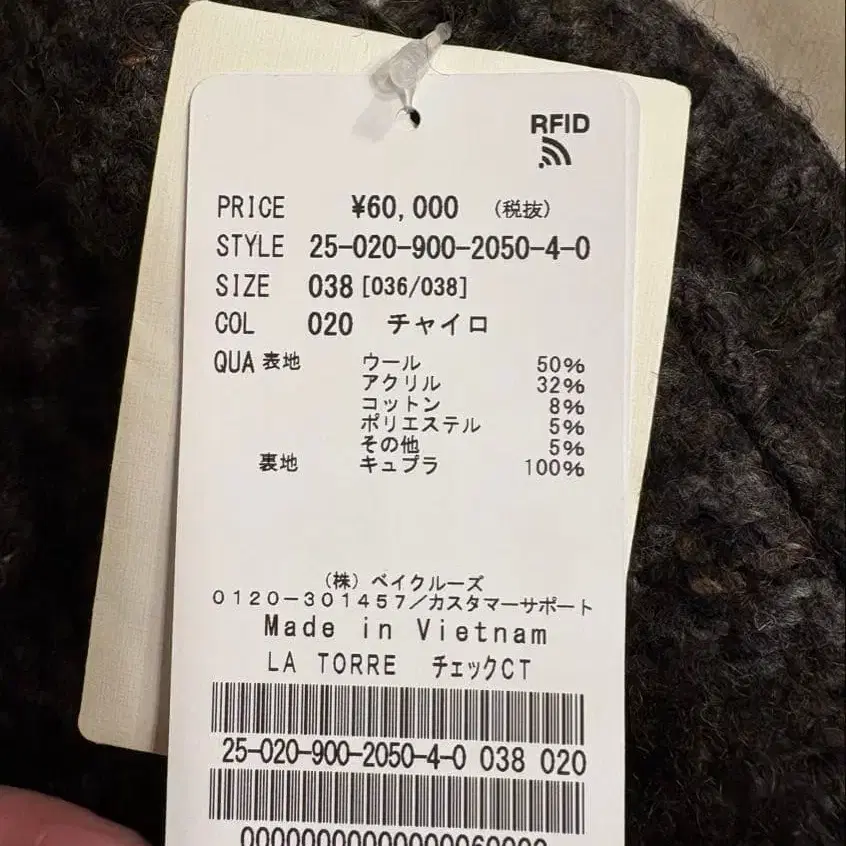 RFID
PRICE ¥60,000 (税抜)
STYLE 25-020-900-2050-4-0
SIZE 038 [036/038]
COL 020 チャイロ
QUA 表地 ウール 50%
アクリル 32%
コットン 8%
ポリエステル 5%
その他 5%
裏地 キュプラ 100%
(株) ベイクルーズ
0120-301457/カスタマーサポート
Made in Vietnam
LA TORRE チェックCT
25-020-900-2050-4-0 038 020